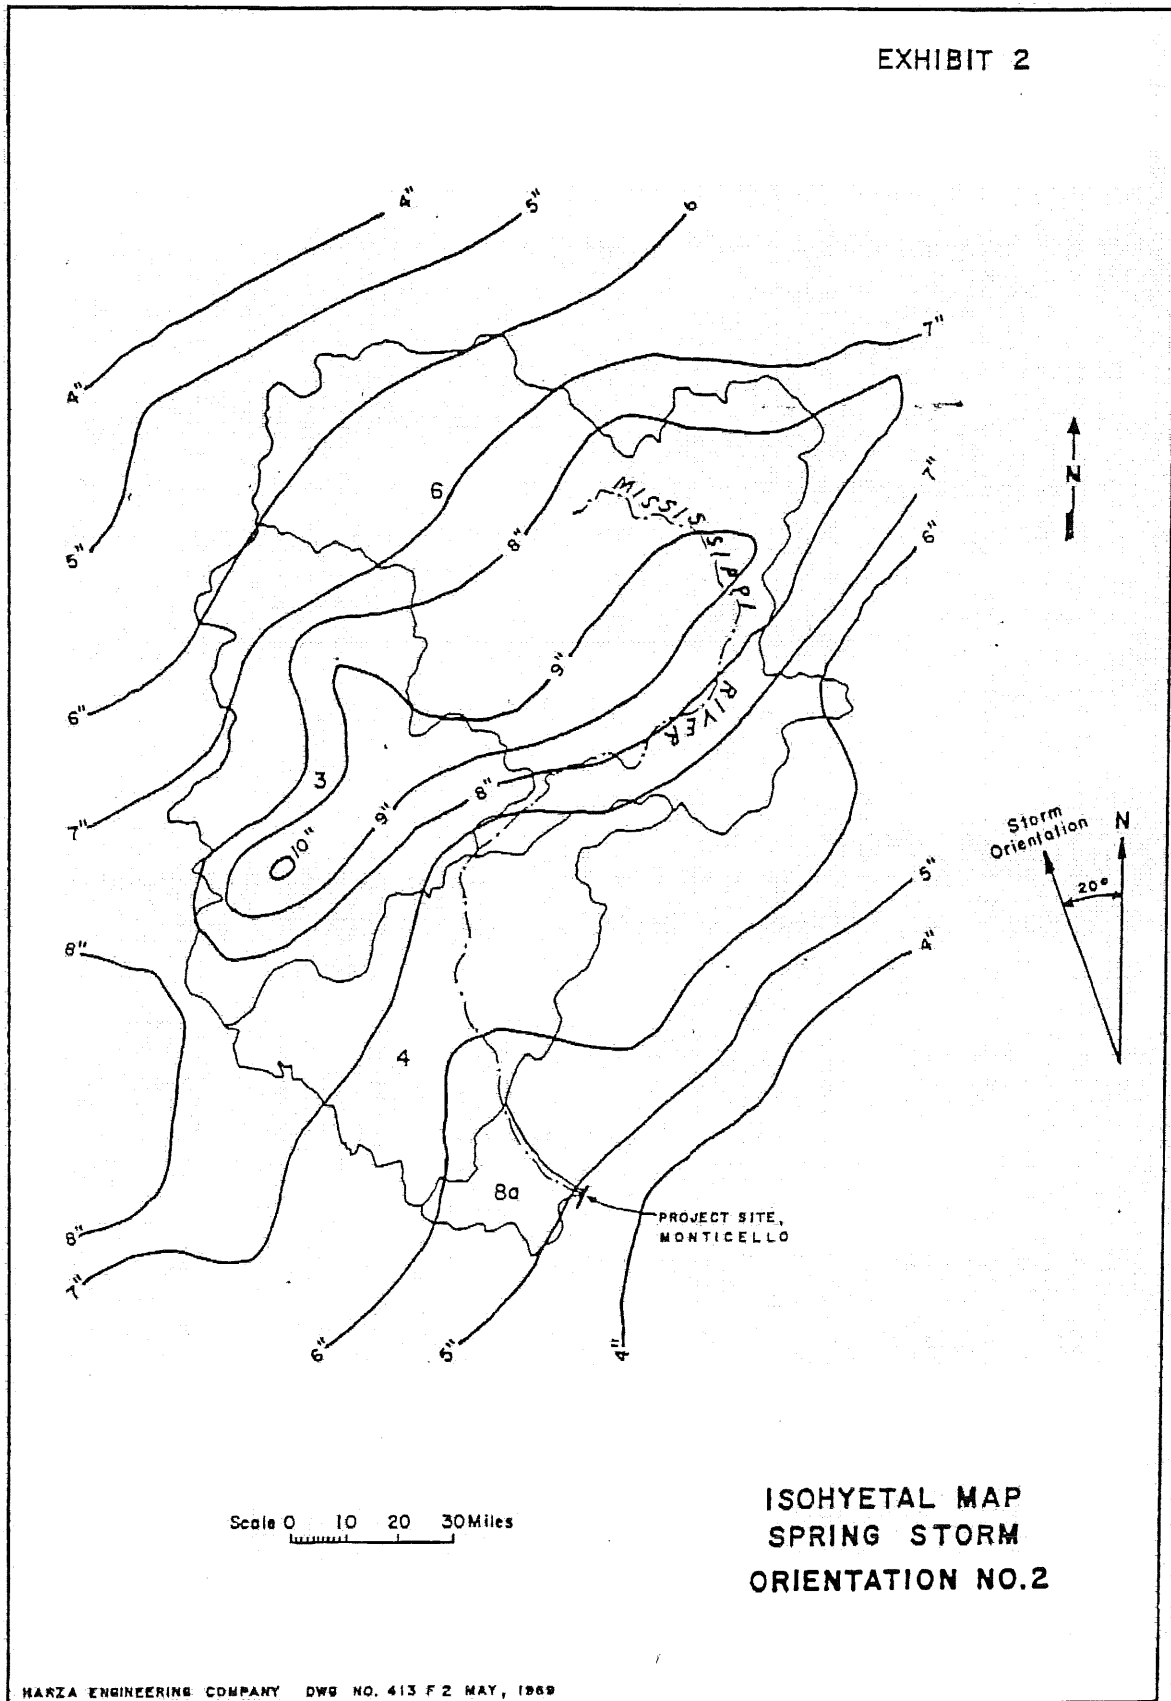 EXHIBIT 2
4"
5"
6
7"
4"
5"
6
8"
MISSISSIPPI
7"
6"
N
6"
9"
RIVER
3
8"
9"
10"
7"
Storm
Orientation
N
20°
5"
4"
8"
4
8a
PROJECT SITE,
MONTICELLO
8"
7"
6"
5"
4"
Scale 0 10 20 30 Miles
ISOHYETAL MAP
SPRING STORM
ORIENTATION NO.2
HARZA ENGINEERING COMPANY DWG NO. 413 F 2 MAY, 1969